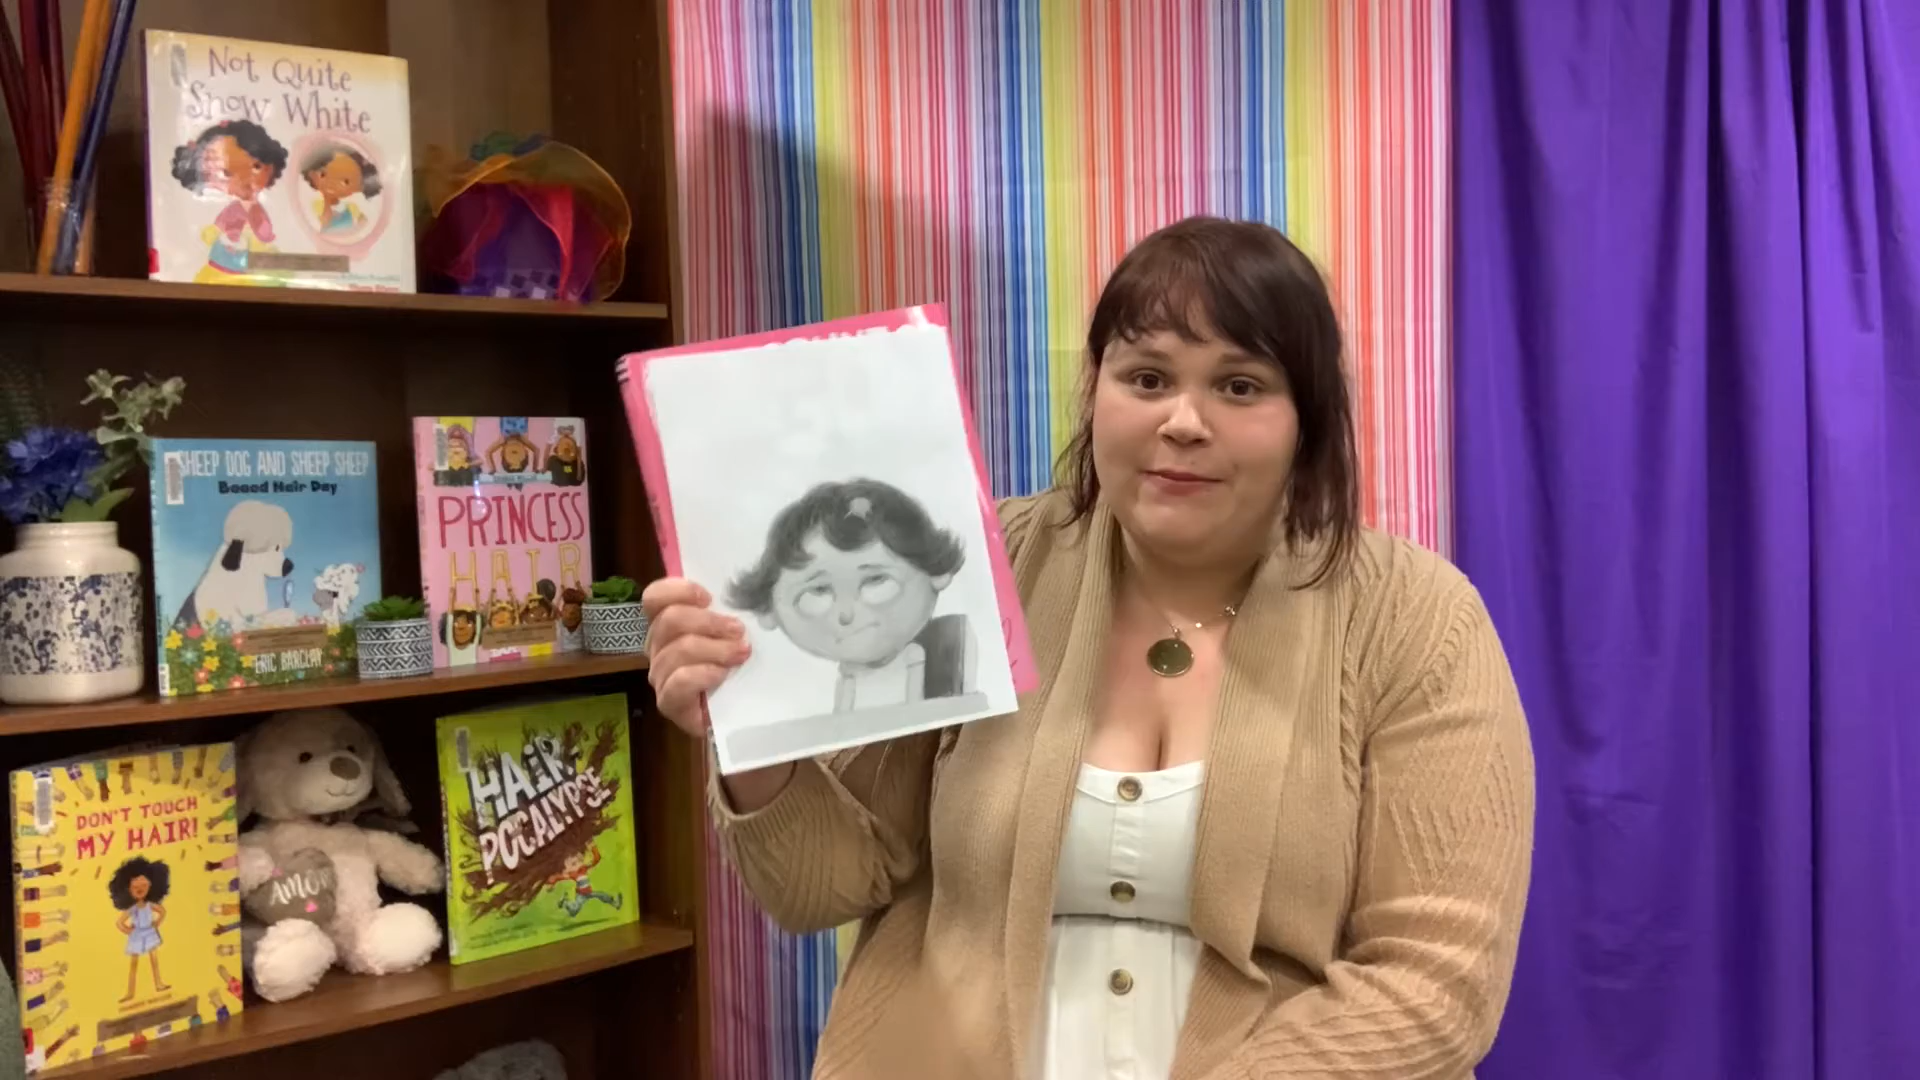 Not Quite
Snow White
SHEEP DOG AND SHEEP SHEEP
Baaad Hair Day
ERIC BARCLAY
PRINCESS
HAIR
DON'T TOUCH
MY HAIR!
AMOR
HAIR
POCALYPSE